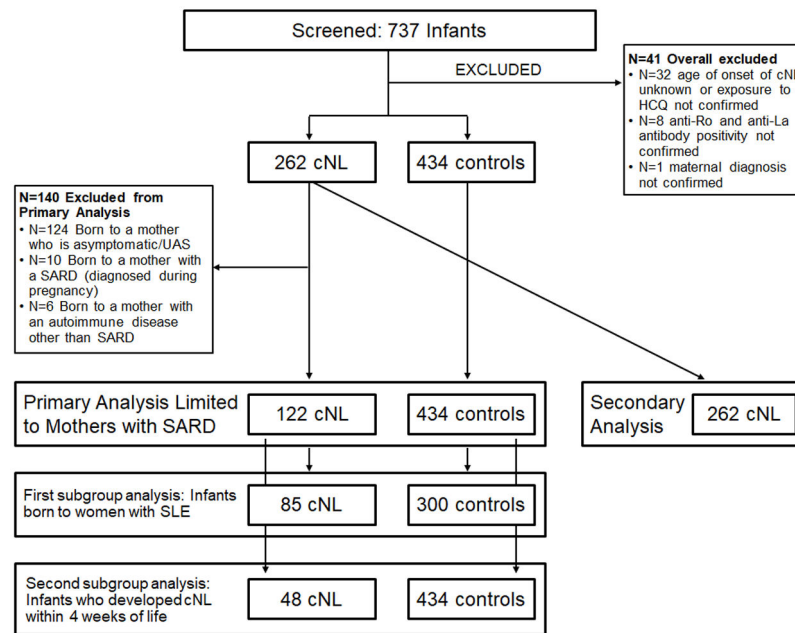 Screened: 737 Infants
EXCLUDED
N=41 Overall excluded
• N=32 age of onset of cNL
unknown or exposure to
HCQ not confirmed
• N=8 anti-Ro and anti-La
antibody positivity not
confirmed
• N=1 maternal diagnosis
not confirmed
262 cNL
434 controls
N=140 Excluded from
Primary Analysis
• N=124 Born to a mother
who is asymptomatic/UAS
• N=10 Born to a mother with
a SARD (diagnosed during
pregnancy)
• N=6 Born to a mother with
an autoimmune disease
other than SARD
Primary Analysis Limited
to Mothers with SARD
122 cNL
434 controls
Secondary
Analysis
262 cNL
First subgroup analysis: Infants
born to women with SLE
85 cNL
300 controls
Second subgroup analysis:
Infants who developed cNL
within 4 weeks of life
48 cNL
434 controls